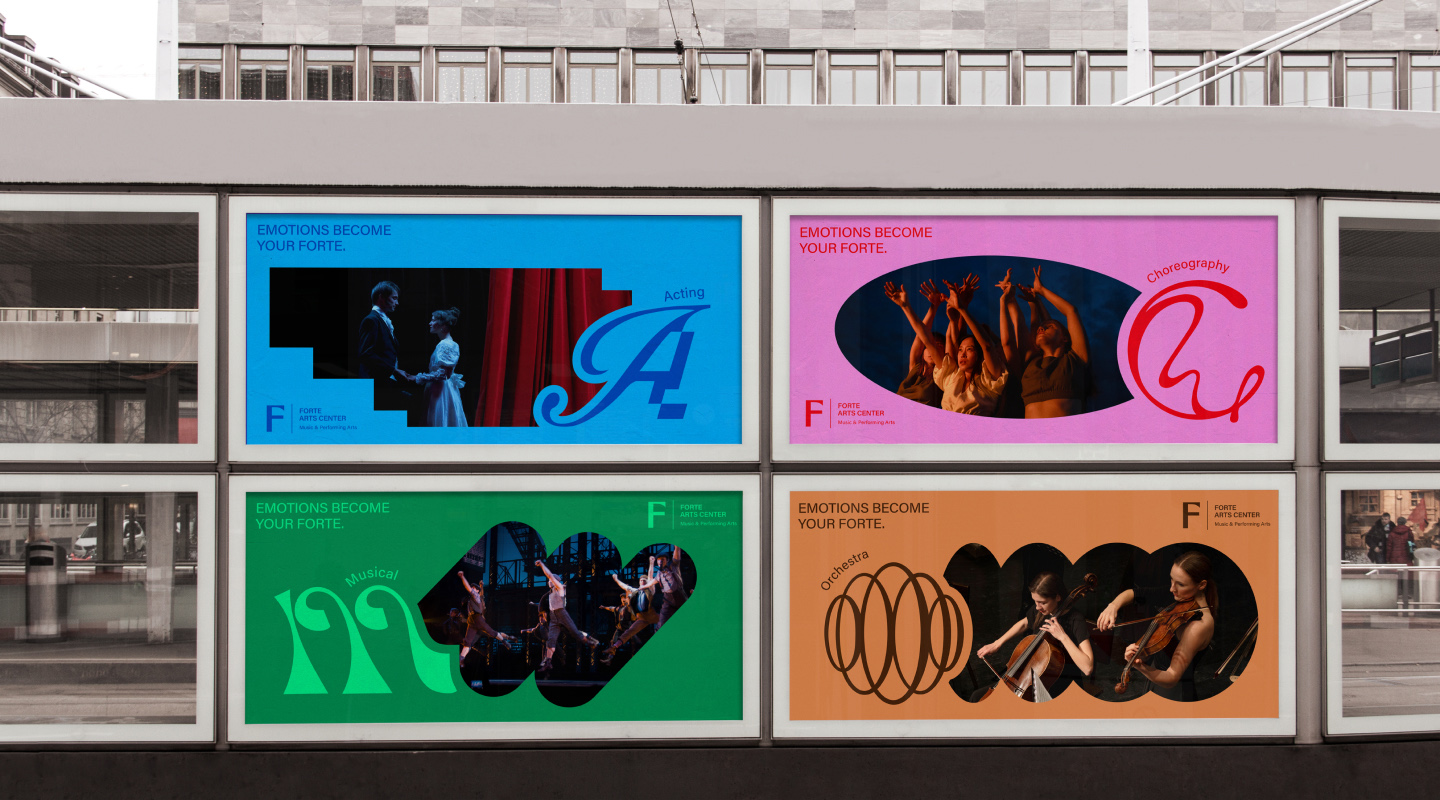 EMOTIONS BECOME
YOUR FORTE.
Acting
A
F
FORTE
ARTS CENTER
Music & Performing Arts
EMOTIONS BECOME
YOUR FORTE.
Choreography
C
F
FORTE
ARTS CENTER
Music & Performing Arts
EMOTIONS BECOME
YOUR FORTE.
F
FORTE
ARTS CENTER
Music & Performing Arts
Musical
m
EMOTIONS BECOME
YOUR FORTE.
F
FORTE
ARTS CENTER
Music & Performing Arts
Orchestra
O